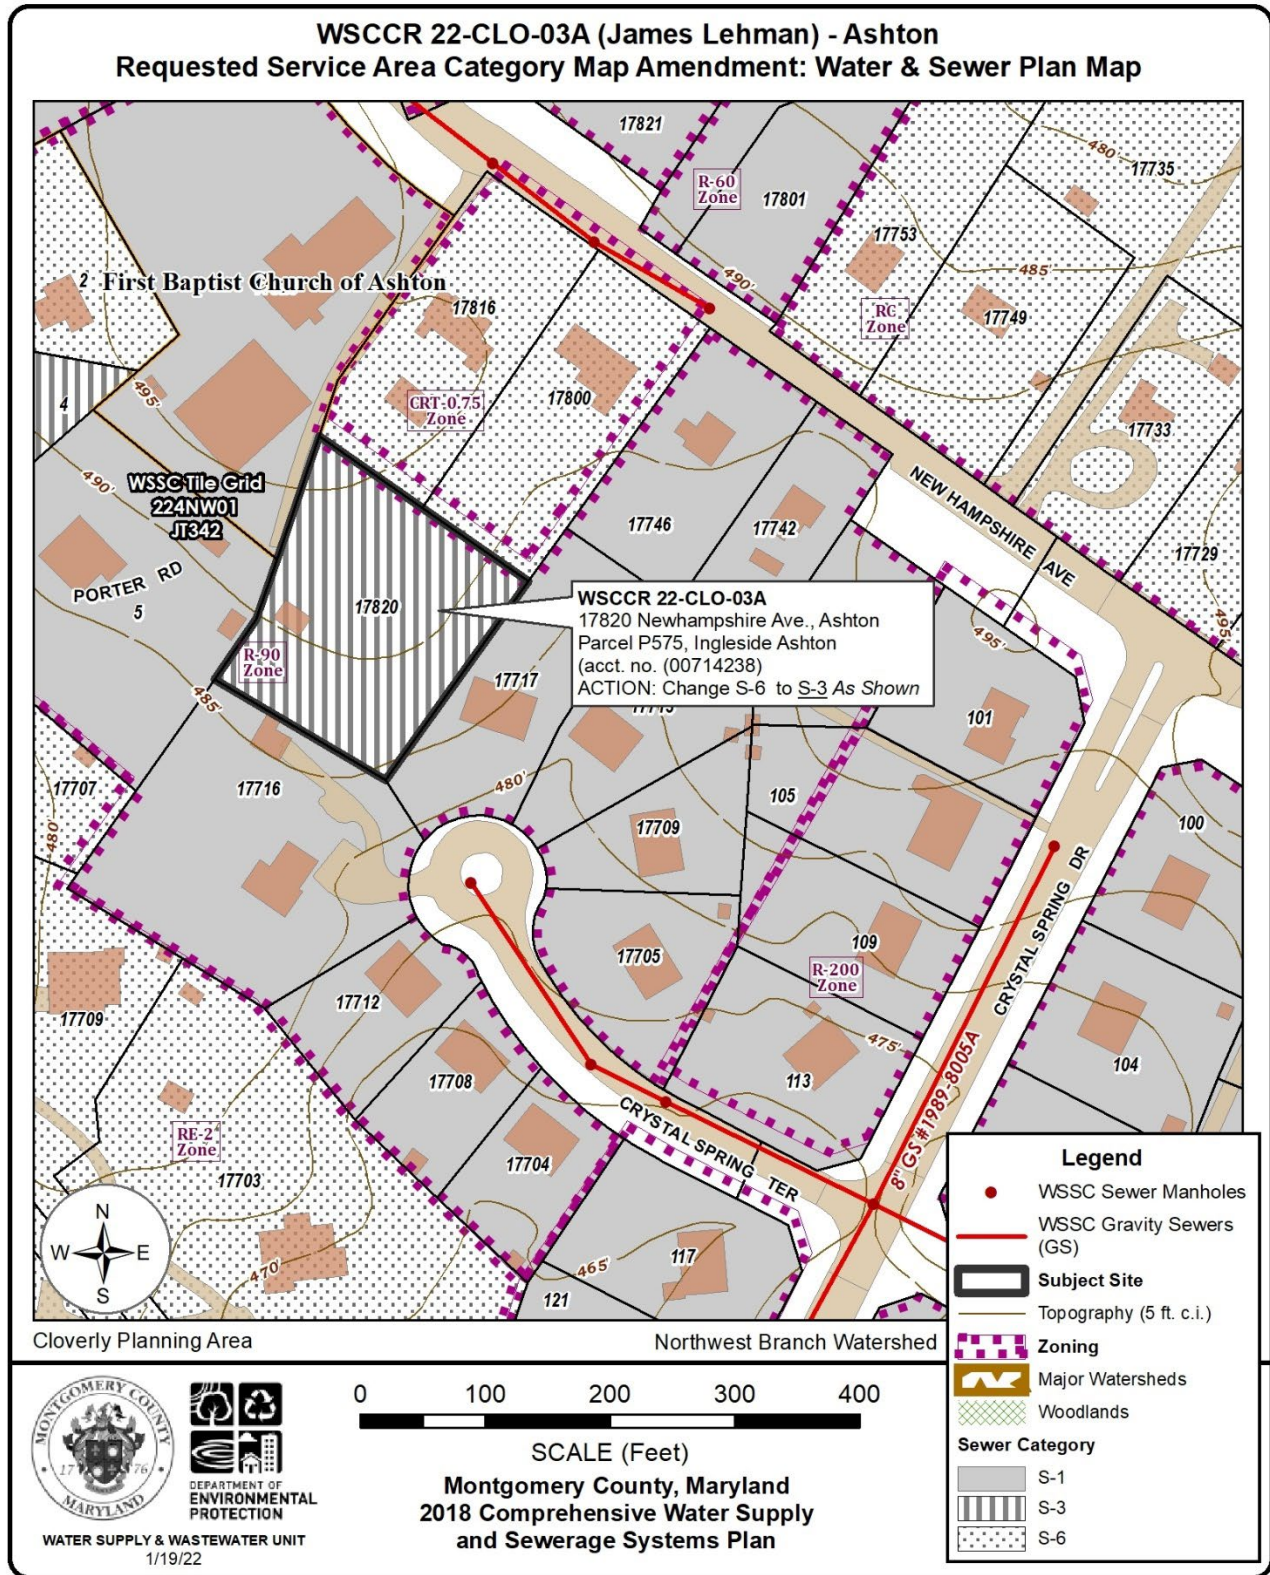 WSCCR 22-CLO-03A (James Lehman) - Ashton
Requested Service Area Category Map Amendment: Water & Sewer Plan Map
17821
R-60
Zone
17801
480'
17735
17753
485'
490'
2
First Baptist Church of Ashton
17816
RC
Zone
17749
495'
4
CRT-0.75
Zone
17800
17733
490'
WSSC Tile Grid
224NW01
JT342
17746
17742
NEW HAMPSHIRE AVE
17729
PORTER RD
5
17820
WSCCR 22-CLO-03A
17820 Newhampshire Ave., Ashton
Parcel P575, Ingleside Ashton
(acct. no. (00714238)
ACTION: Change S-6 to S-3 As Shown
495'
495'
R-90
Zone
485'
17717
101
17707
17716
480'
105
480'
17709
100
CRYSTAL SPRING DR
17705
109
R-200
Zone
17709
17712
475'
17708
113
104
8" GS #1989-8005A
CRYSTAL SPRING TER
RE-2
Zone
17703
17704
470'
465'
117
121
N
W E
S
Legend
WSSC Sewer Manholes
WSSC Gravity Sewers
(GS)
Subject Site
Topography (5 ft. c.i.)
Zoning
Major Watersheds
Woodlands
Sewer Category
S-1
S-3
S-6
Cloverly Planning Area
Northwest Branch Watershed
MONTGOMERY COUNTY
17 76
MARYLAND
DEPARTMENT OF
ENVIRONMENTAL
PROTECTION
WATER SUPPLY & WASTEWATER UNIT
1/19/22
0 100 200 300 400
SCALE (Feet)
Montgomery County, Maryland
2018 Comprehensive Water Supply
and Sewerage Systems Plan